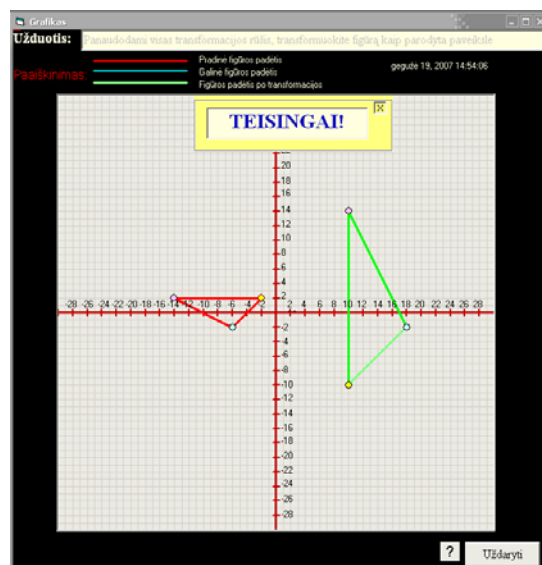 Grafikas
Užduotis: Panaudodami visas transformacijos rūšis, transformuokite figūrą kaip parodyta paveiksle
Paaiškinimas:
Pradinė figūros padėtis
Galinė figūros padėtis
Figūros padėtis po transformacijos
gegužė 19, 2007 14:54:06
TEISINGAI!
X
22
20
18
16
14
12
10
8
6
4
2
-28 -26 -24 -22 -20 -18 -16 -14 -12 -10 -8 -6 -4 -2 2 4 6 8 10 12 14 16 18 20 22 24 26 28
-2
-4
-6
-8
-10
-12
-14
-16
-18
-20
-22
-24
-26
-28
? Uždaryti